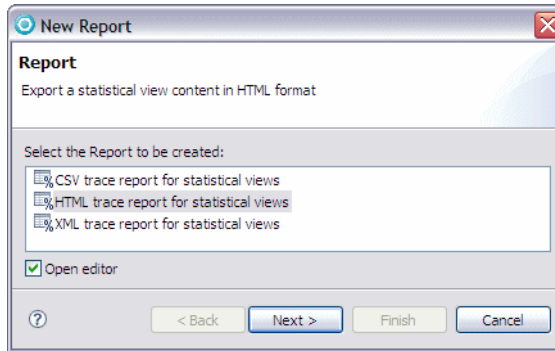 New Report
Report
Export a statistical view content in HTML format
Select the Report to be created:
CSV trace report for statistical views
HTML trace report for statistical views
XML trace report for statistical views
Open editor
< Back
Next >
Finish
Cancel